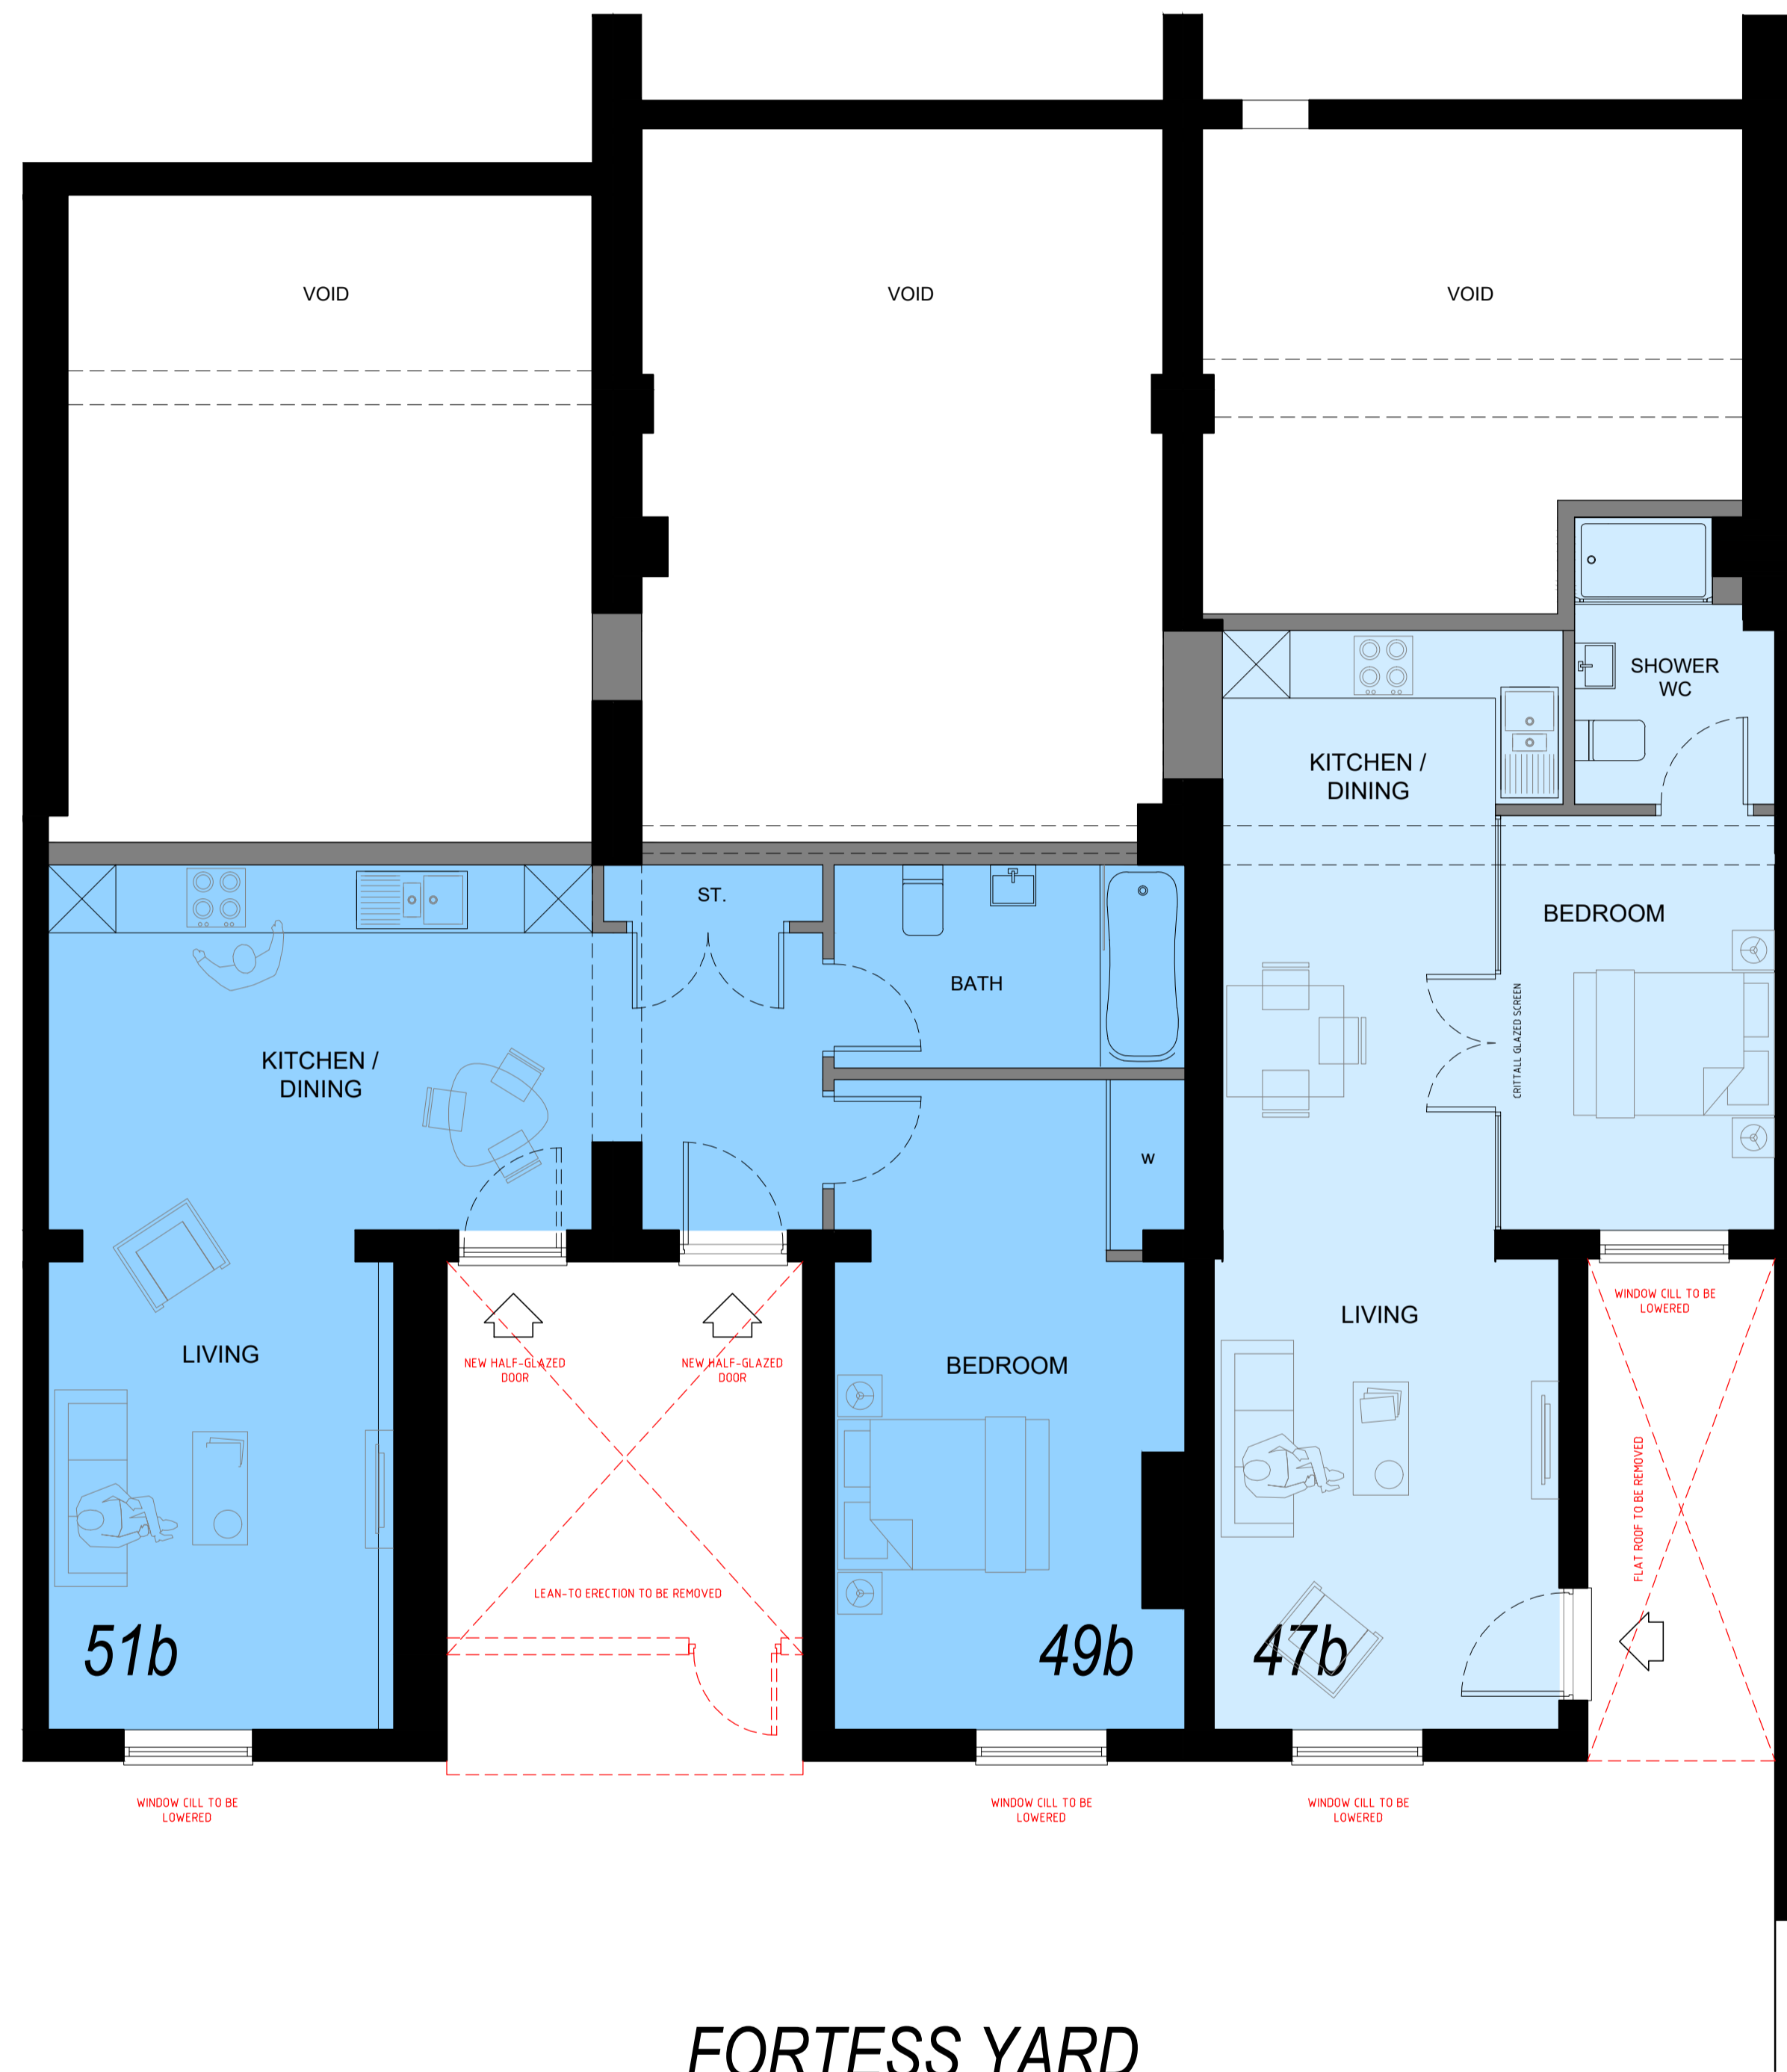 VOID
VOID
VOID
SHOWER
WC
KITCHEN /
DINING
ST.
BEDROOM
BATH
CRITTALL GLAZED SCREEN
KITCHEN /
DINING
W
WINDOW CILL TO BE
LOWERED
LIVING
LIVING
NEW HALF-GLAZED
DOOR
NEW HALF-GLAZED
DOOR
BEDROOM
FLAT ROOF TO BE REMOVED
LEAN-TO ERECTION TO BE REMOVED
51b
49b
47b
WINDOW CILL TO BE
LOWERED
WINDOW CILL TO BE
LOWERED
WINDOW CILL TO BE
LOWERED
FORTESS YARD